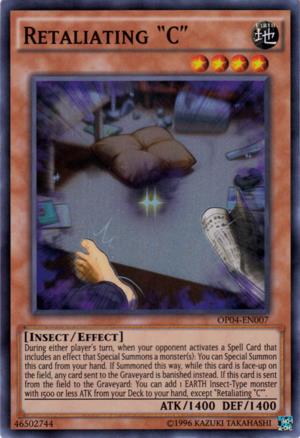 RETALIATING "C"
EARTH
地
OP04-EN007
[INSECT/EFFECT]
During either player's turn, when your opponent activates a Spell Card that
includes an effect that Special Summons a monster(s): You can Special Summon
this card from your hand. If Summoned this way, while this card is face-up on
the field, any card sent to the Graveyard is banished instead. If this card is sent
from the field to the Graveyard: You can add 1 EARTH Insect-Type monster
with 1500 or less ATK from your Deck to your hand, except "Retaliating "C"".
ATK/1400 DEF/1400
46502744
©1996 KAZUKI TAKAHASHI